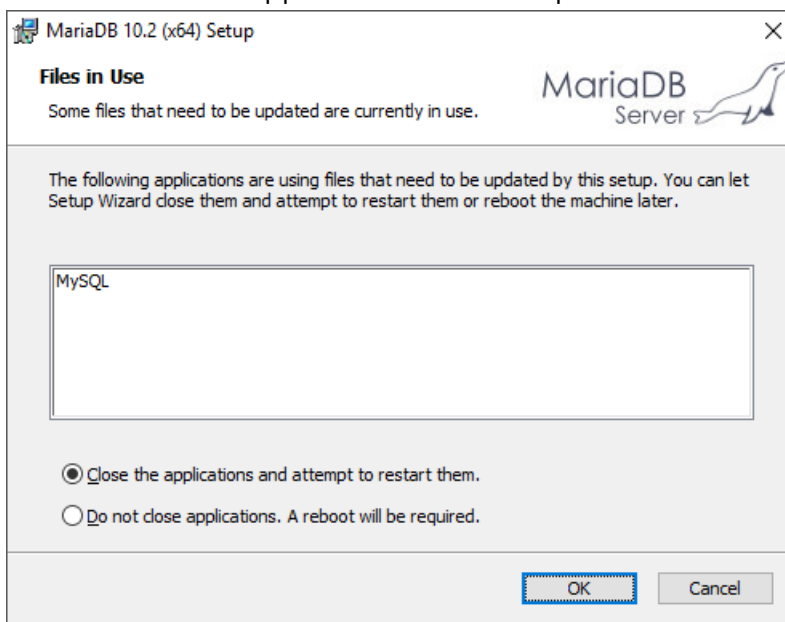 MariaDB 10.2 (x64) Setup
Files in Use
Some files that need to be updated are currently in use.
MariaDB
Server
The following applications are using files that need to be updated by this setup. You can let
Setup Wizard close them and attempt to restart them or reboot the machine later.
MySQL
Close the applications and attempt to restart them.
Do not close applications. A reboot will be required.
OK
Cancel